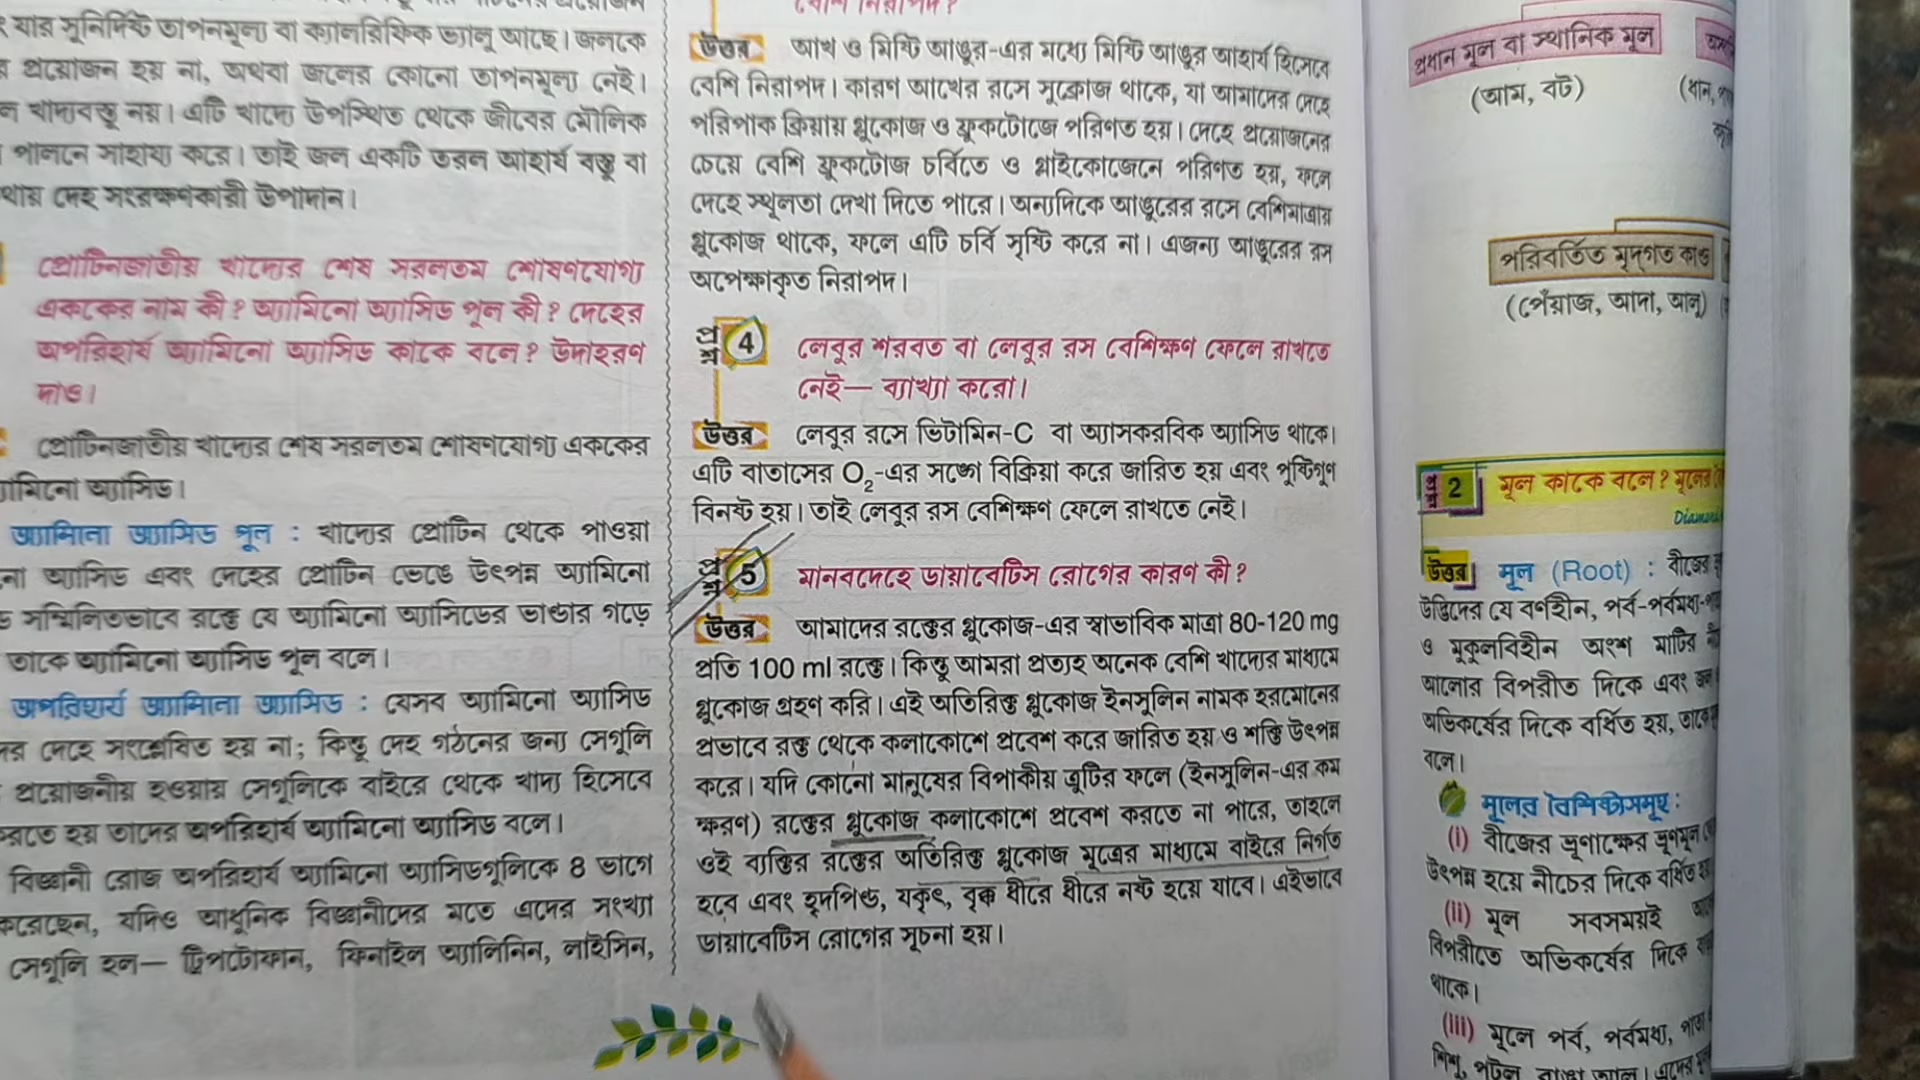 যার সুনির্দিষ্ট তাপনমূল্য বা ক্যালরিফিক ভ্যালু আছে। জলকে
প্রয়োজন হয় না, অথবা জলের কোনো তাপনমূল্য নেই।
খাদ্যবস্তু নয়। এটি খাদ্যে উপস্থিত থেকে জীবের মৌলিক
পালনে সাহায্য করে। তাই জল একটি তরল আহার্য বস্তু বা
দেহ সংরক্ষণকারী উপাদান।
প্রোটিনজাতীয় খাদ্যের শেষ সরলতম শোষণযোগ্য
এককের নাম কী? অ্যামিনো অ্যাসিড পুল কী? দেহের
অপরিহার্য অ্যামিনো অ্যাসিড কাকে বলে? উদাহরণ
দাও।
প্রোটিনজাতীয় খাদ্যের শেষ সরলতম শোষণযোগ্য এককের
অ্যাসিড।
অ্যামিনো অ্যাসিড পুল : খাদ্যের প্রোটিন থেকে পাওয়া
অ্যাসিড এবং দেহের প্রোটিন ভেঙে উৎপন্ন অ্যামিনো
সম্মিলিতভাবে রক্তে যে অ্যামিনো অ্যাসিডের ভাণ্ডার গড়ে
তাকে অ্যামিনো অ্যাসিড পুল বলে।
অপরিহার্য অ্যামিনো অ্যাসিড : যেসব অ্যামিনো অ্যাসিড
দেহে সংশ্লেষিত হয় না; কিন্তু দেহ গঠনের জন্য সেগুলি
প্রয়োজনীয় হওয়ায় সেগুলিকে বাইরে থেকে খাদ্য হিসেবে
করতে হয় তাদের অপরিহার্য অ্যামিনো অ্যাসিড বলে।
বিজ্ঞানী রোজ অপরিহার্য অ্যামিনো অ্যাসিডগুলিকে 8 ভাগে
করেছেন, যদিও আধুনিক বিজ্ঞানীদের মতে এদের সংখ্যা
সেগুলি হল— ট্রিপটোফান, ফিনাইল অ্যালিনিন, লাইসিন,
বেশি নিরাপদ?
উত্তর আখ ও মিষ্টি আঙুর-এর মধ্যে মিষ্টি আঙুর আহার্য হিসেবে
বেশি নিরাপদ। কারণ আখের রসে সুক্রোজ থাকে, যা আমাদের দেহে
পরিপাক ক্রিয়ায় গ্লুকোজ ও ফ্রুকটোজে পরিণত হয়। দেহে প্রয়োজনের
চেয়ে বেশি ফ্রুকটোজ চর্বিতে ও গ্লাইকোজেনে পরিণত হয়, ফলে
দেহে স্থূলতা দেখা দিতে পারে। অন্যদিকে আঙুরের রসে বেশিমাত্রায়
গ্লুকোজ থাকে, ফলে এটি চর্বি সৃষ্টি করে না। এজন্য আঙুরের রস
অপেক্ষাকৃত নিরাপদ।
প্রশ্ন 4 লেবুর শরবত বা লেবুর রস বেশিক্ষণ ফেলে রাখতে
নেই— ব্যাখ্যা করো।
উত্তর লেবুর রসে ভিটামিন-C বা অ্যাসকরবিক অ্যাসিড থাকে।
এটি বাতাসের O₂-এর সঙ্গে বিক্রিয়া করে জারিত হয় এবং পুষ্টিগুণ
বিনষ্ট হয়। তাই লেবুর রস বেশিক্ষণ ফেলে রাখতে নেই।
প্রশ্ন 5 মানবদেহে ডায়াবেটিস রোগের কারণ কী?
উত্তর আমাদের রক্তের গ্লুকোজ-এর স্বাভাবিক মাত্রা 80-120 mg
প্রতি 100 ml রক্তে। কিন্তু আমরা প্রত্যহ অনেক বেশি খাদ্যের মাধ্যমে
গ্লুকোজ গ্রহণ করি। এই অতিরিক্ত গ্লুকোজ ইনসুলিন নামক হরমোনের
প্রভাবে রক্ত থেকে কলাকোশে প্রবেশ করে জারিত হয় ও শক্তি উৎপন্ন
করে। যদি কোনো মানুষের বিপাকীয় ত্রুটির ফলে (ইনসুলিন-এর কম
ক্ষরণ) রক্তের গ্লুকোজ কলাকোশে প্রবেশ করতে না পারে, তাহলে
ওই ব্যক্তির রক্তের অতিরিক্ত গ্লুকোজ মূত্রের মাধ্যমে বাইরে নির্গত
হবে এবং হৃদপিণ্ড, যকৃৎ, বৃক্ক ধীরে ধীরে নষ্ট হয়ে যাবে। এইভাবে
ডায়াবেটিস রোগের সূচনা হয়।
প্রধান মূল বা স্থানিক মূল
(আম, বট)
(ধান,
পরিবর্তিত মৃদ্‌গত কাণ্ড
(পেঁয়াজ, আদা, আলু)
প্রশ্ন 2 মূল কাকে বলে? মূলের
উত্তর মূল (Root) : বীজের
উদ্ভিদের যে বর্ণহীন, পর্ব-পর্বমধ্য-
ও মুকুলবিহীন অংশ মাটির
আলোর বিপরীত দিকে এবং
অভিকর্ষের দিকে বর্ধিত হয়, তাকে
বলে।
মূলের বৈশিষ্ট্যসমূহ :
(i) বীজের ভ্রূণাক্ষের ভ্রূণমূল
উৎপন্ন হয়ে নীচের দিকে বর্ধিত
(ii) মূল সবসময়ই
বিপরীতে অভিকর্ষের দিকে
থাকে।
(iii) মূলে পর্ব, পর্বমধ্য, পাতা